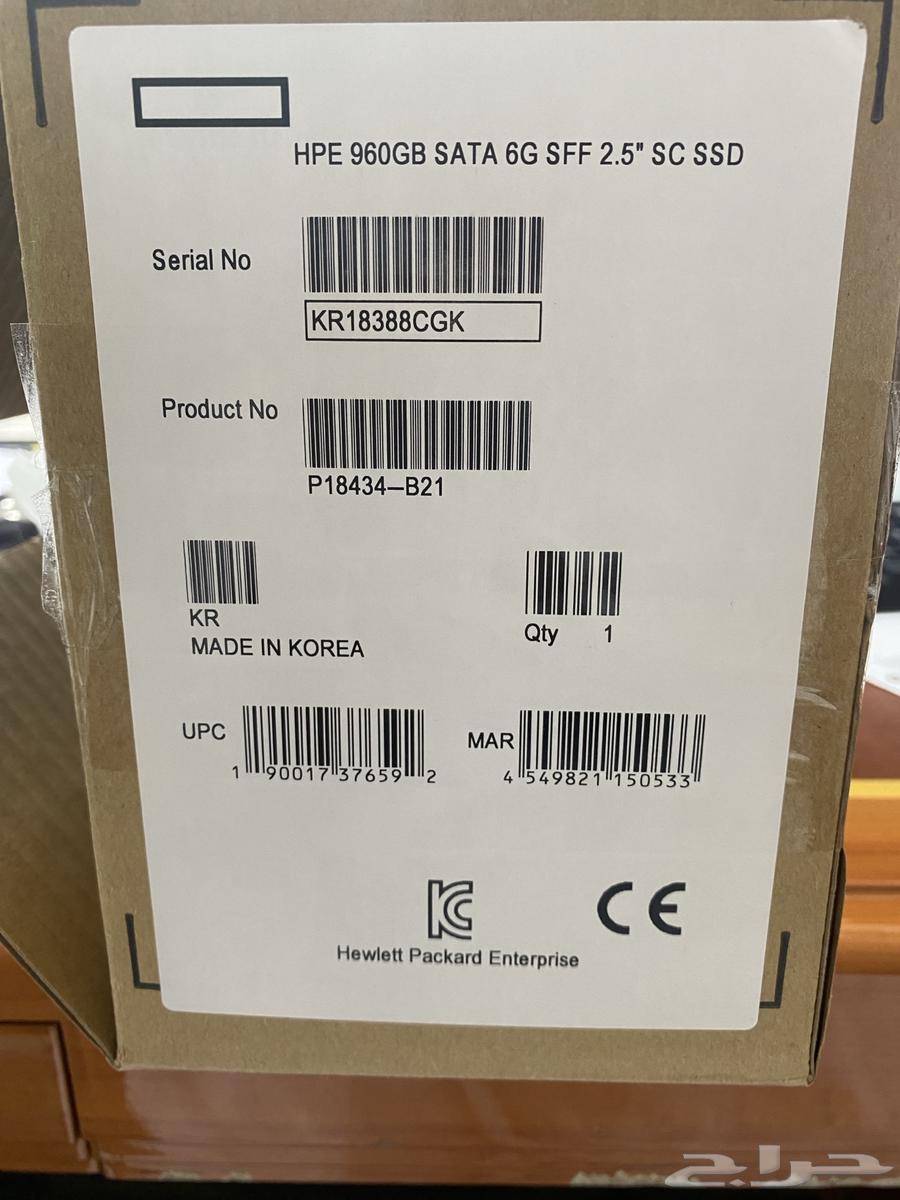 HPE 960GB SATA 6G SFF 2.5" SC SSD
Serial No
KR18388CGK
Product No
P18434–B21
KR
MADE IN KOREA
Qty 1
UPC
1 90017 37659 2
MAR
4 549821 150533
KC
CE
Hewlett Packard Enterprise
حراج